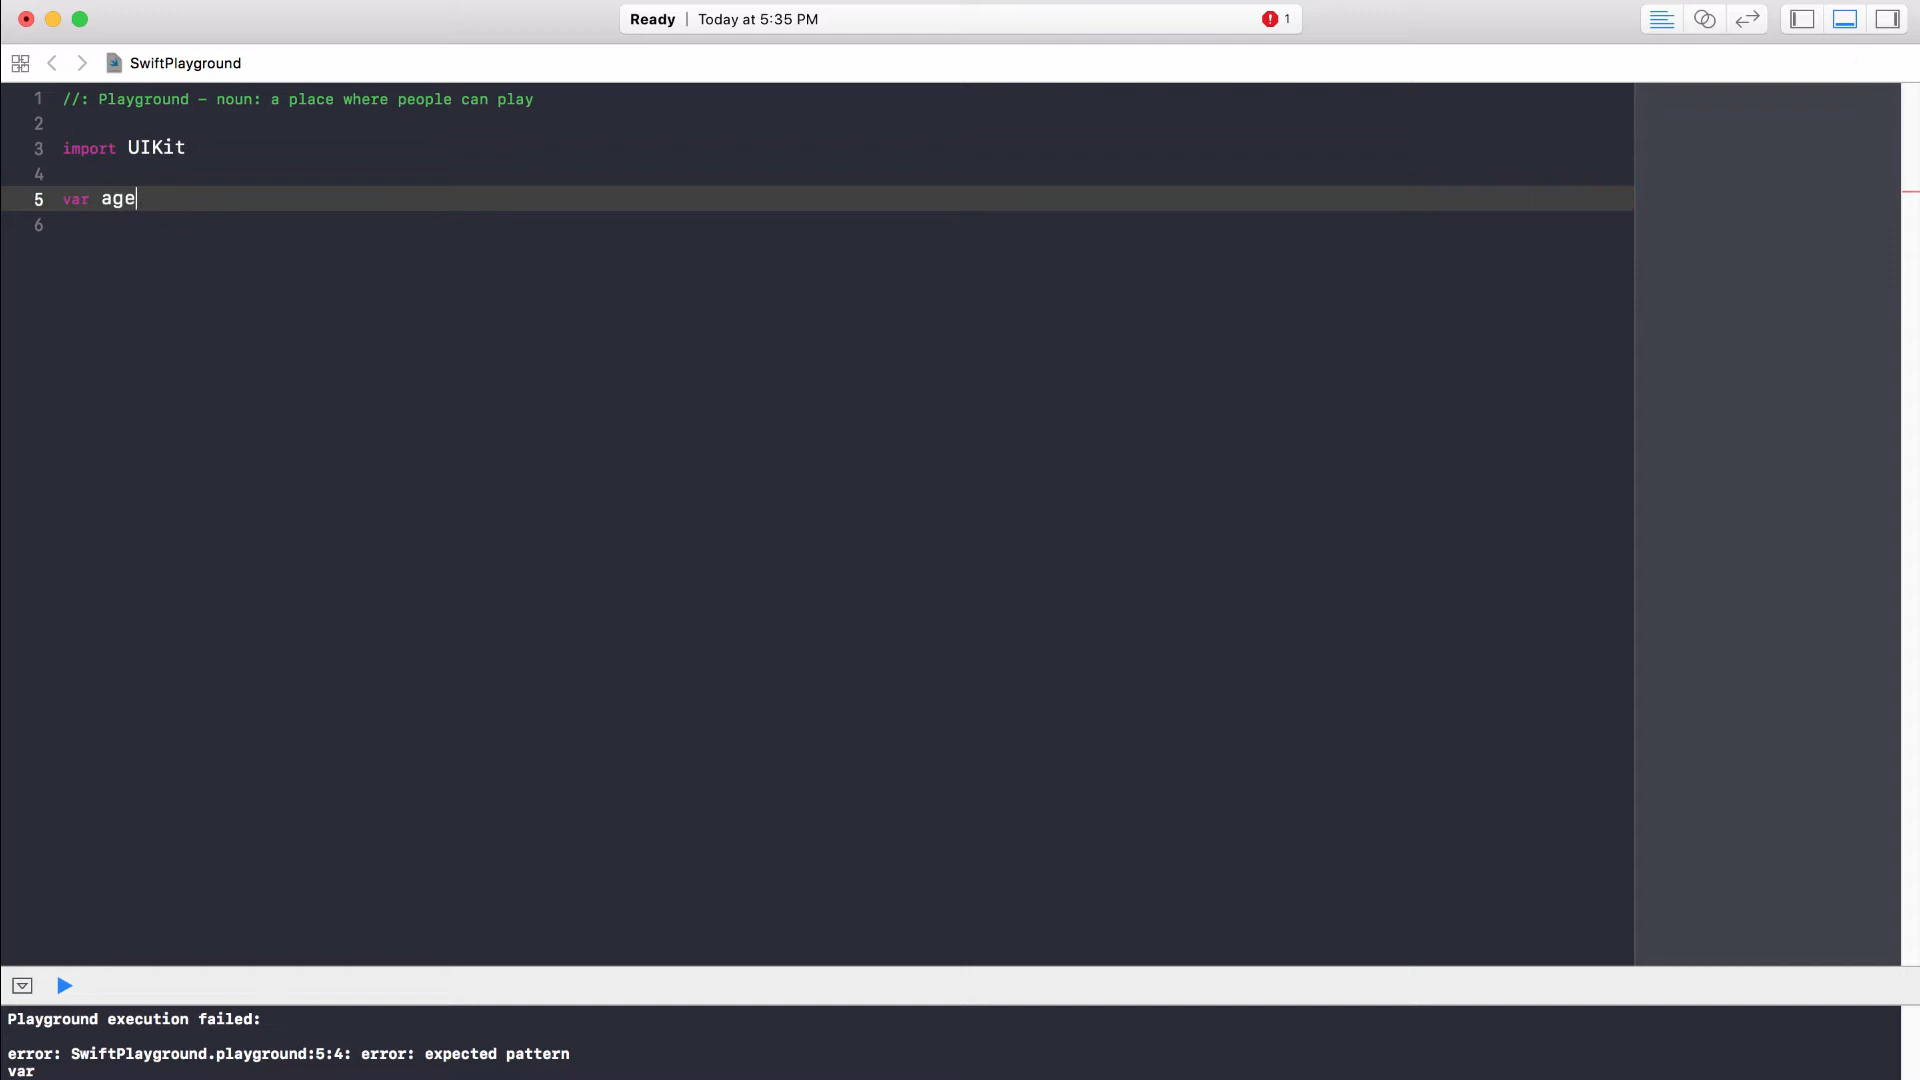 Ready | Today at 5:35 PM 1
SwiftPlayground
1 //: Playground - noun: a place where people can play
2
3 import UIKit
4
5 var age
6
Playground execution failed:
error: SwiftPlayground.playground:5:4: error: expected pattern
var